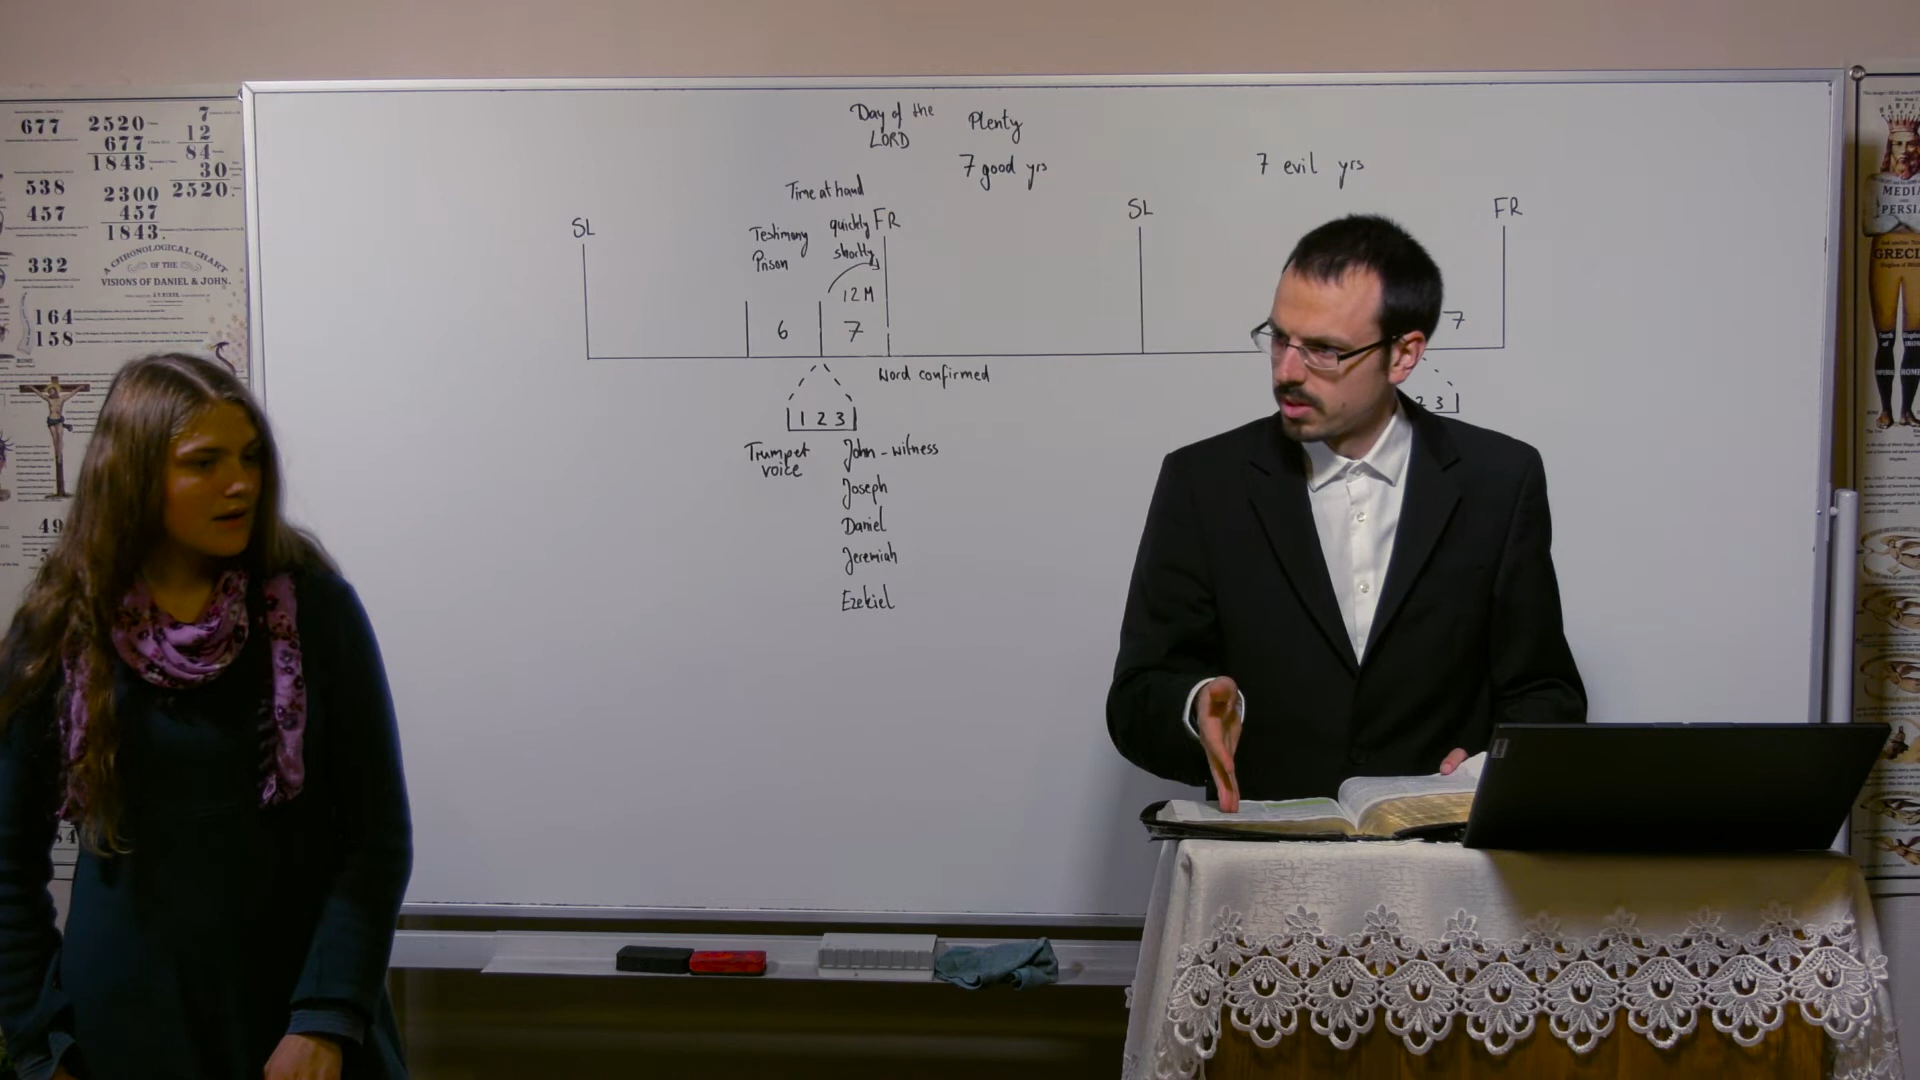 Day of the
LORD
Plenty
7 good yrs
7 evil yrs
Time at hand
SL
Testimony
Prison
quickly
shortly
FR
SL
FR
12M
6
7
7
Word confirmed
1 2 3
2 3
Trumpet
voice
John - witness
Joseph
Daniel
Jeremiah
Ezekiel
677
2520
677
1843.
7
12
84
30
2520.
538
457
2300
457
1843.
332
A CHRONOLOGICAL CHART
OF THE
VISIONS OF DANIEL & JOHN.
164
158
ROME.
49
MEDIA
PERSIA
GRECIA